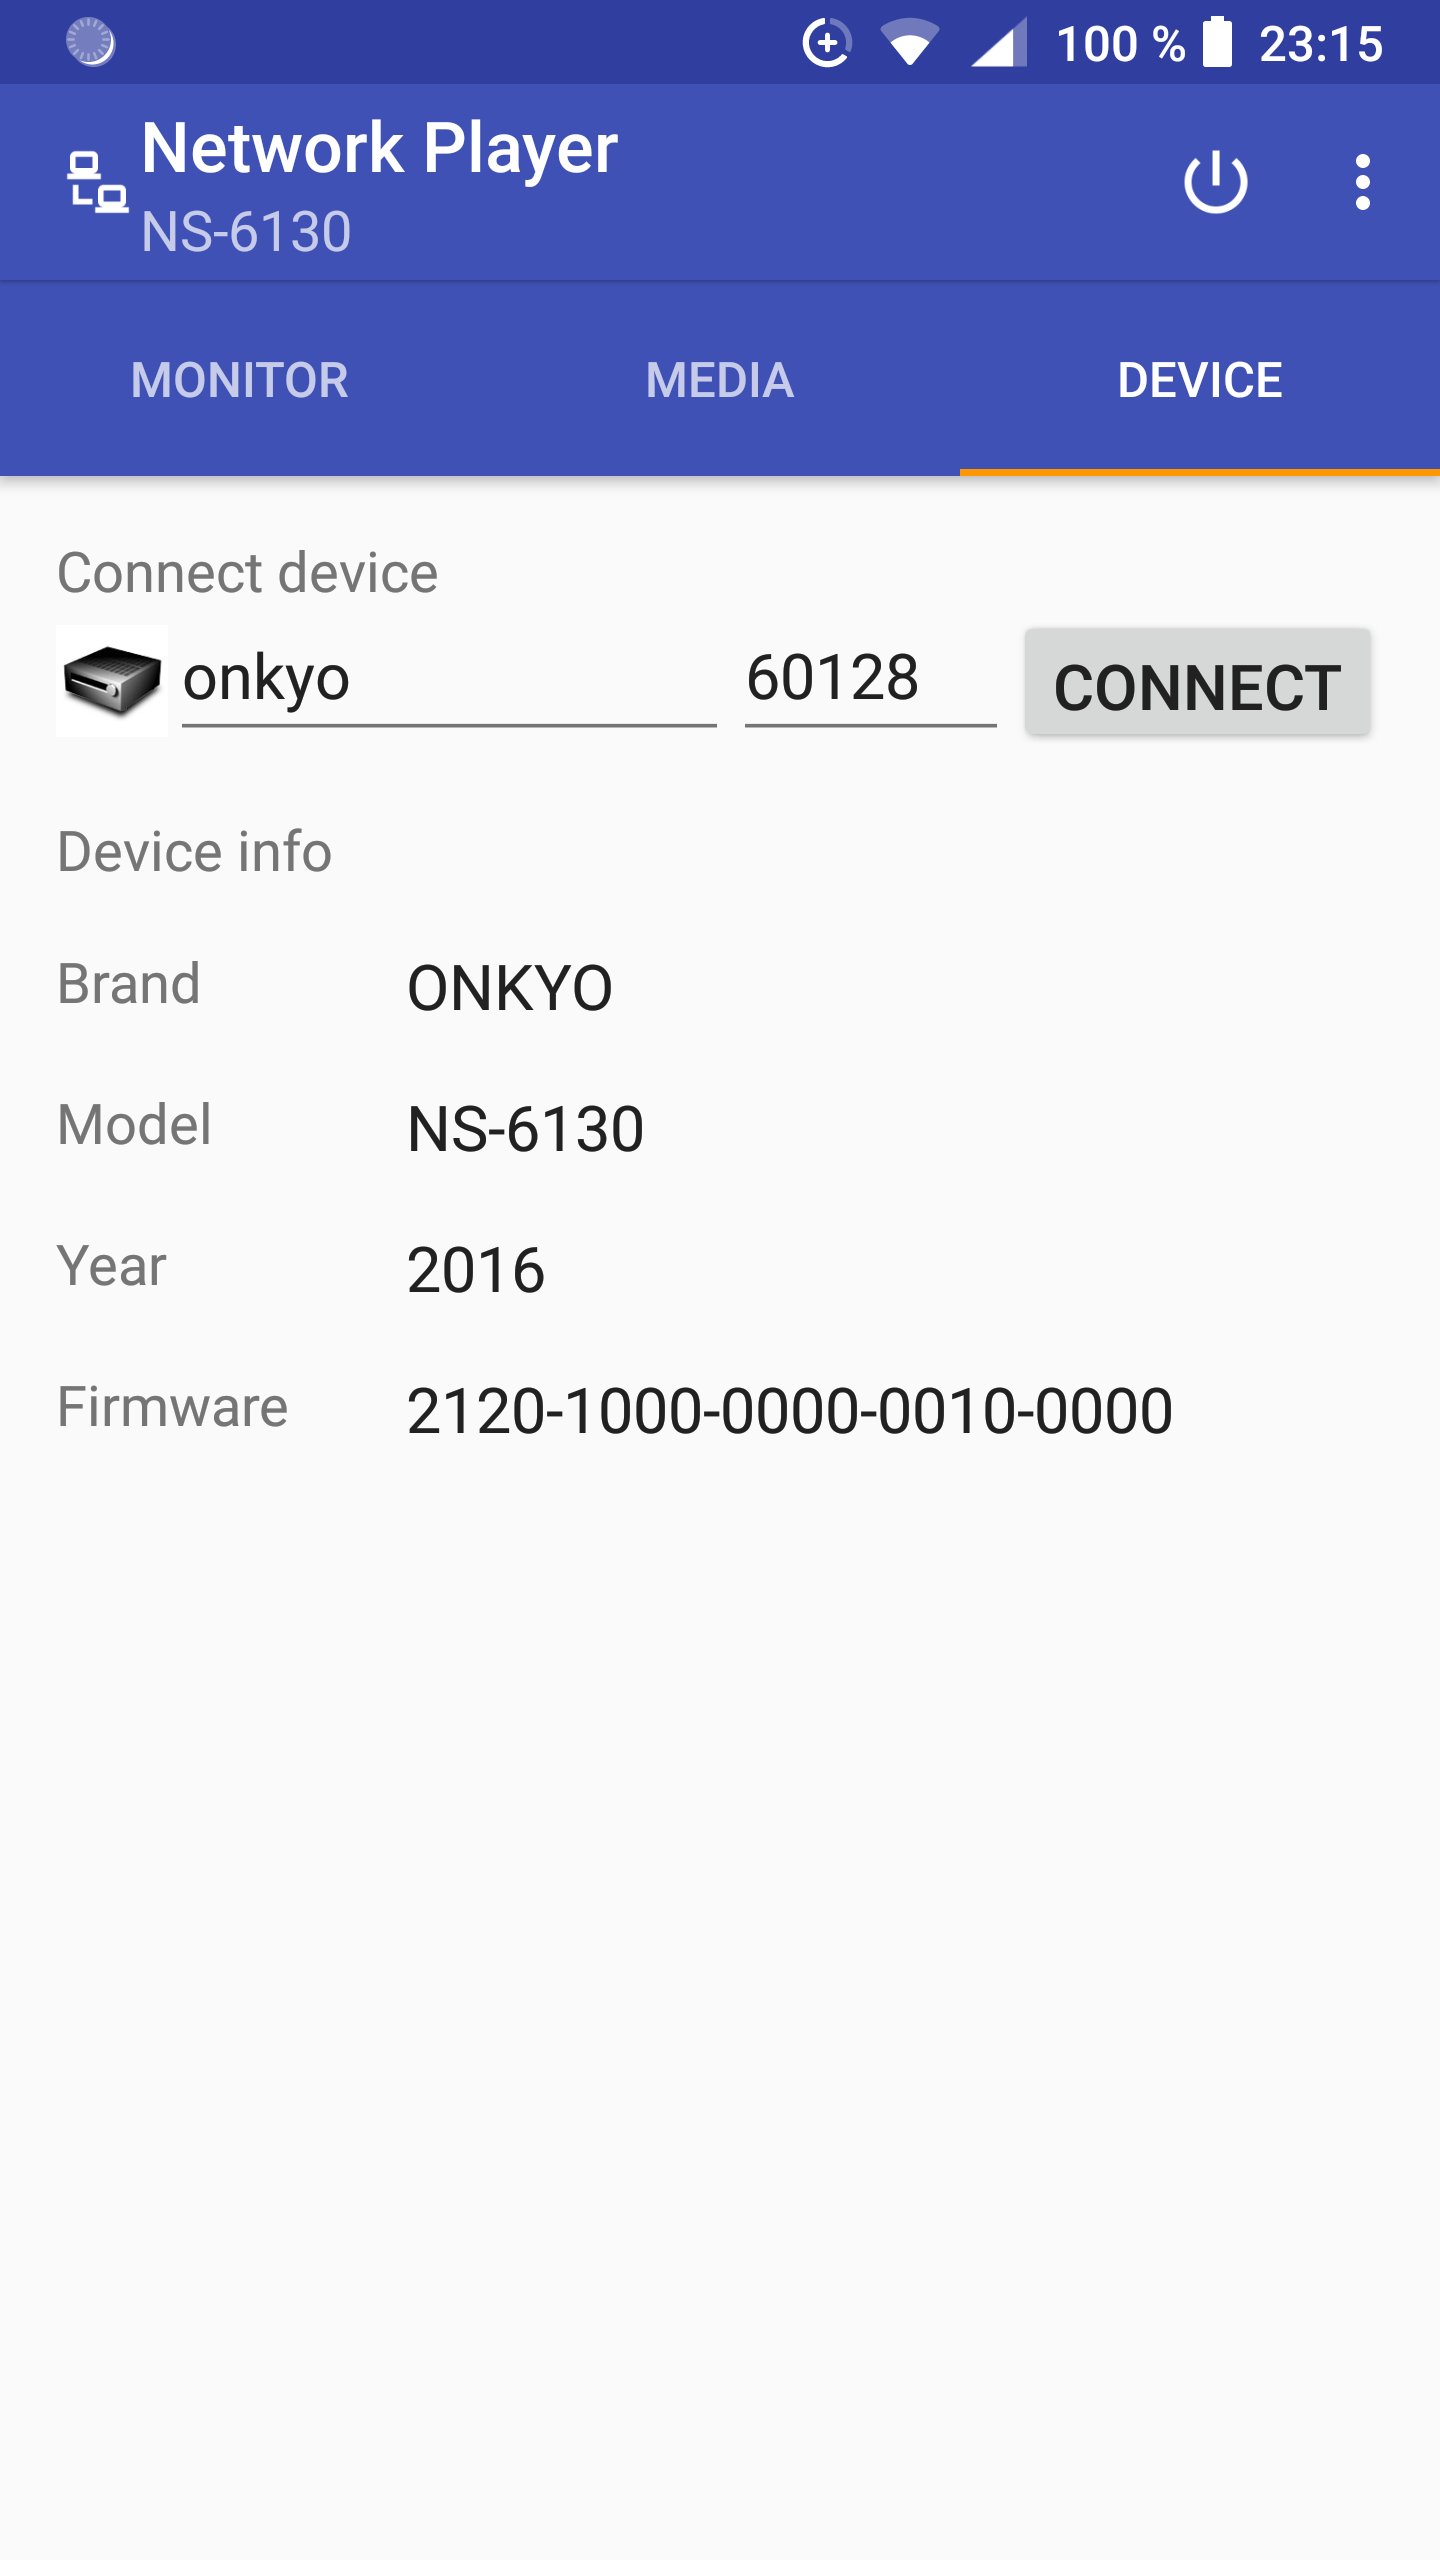 100 % 23:15
Network Player
NS-6130
MONITOR MEDIA DEVICE
Connect device
onkyo 60128 CONNECT
Device info
Brand ONKYO
Model NS-6130
Year 2016
Firmware 2120-1000-0000-0010-0000